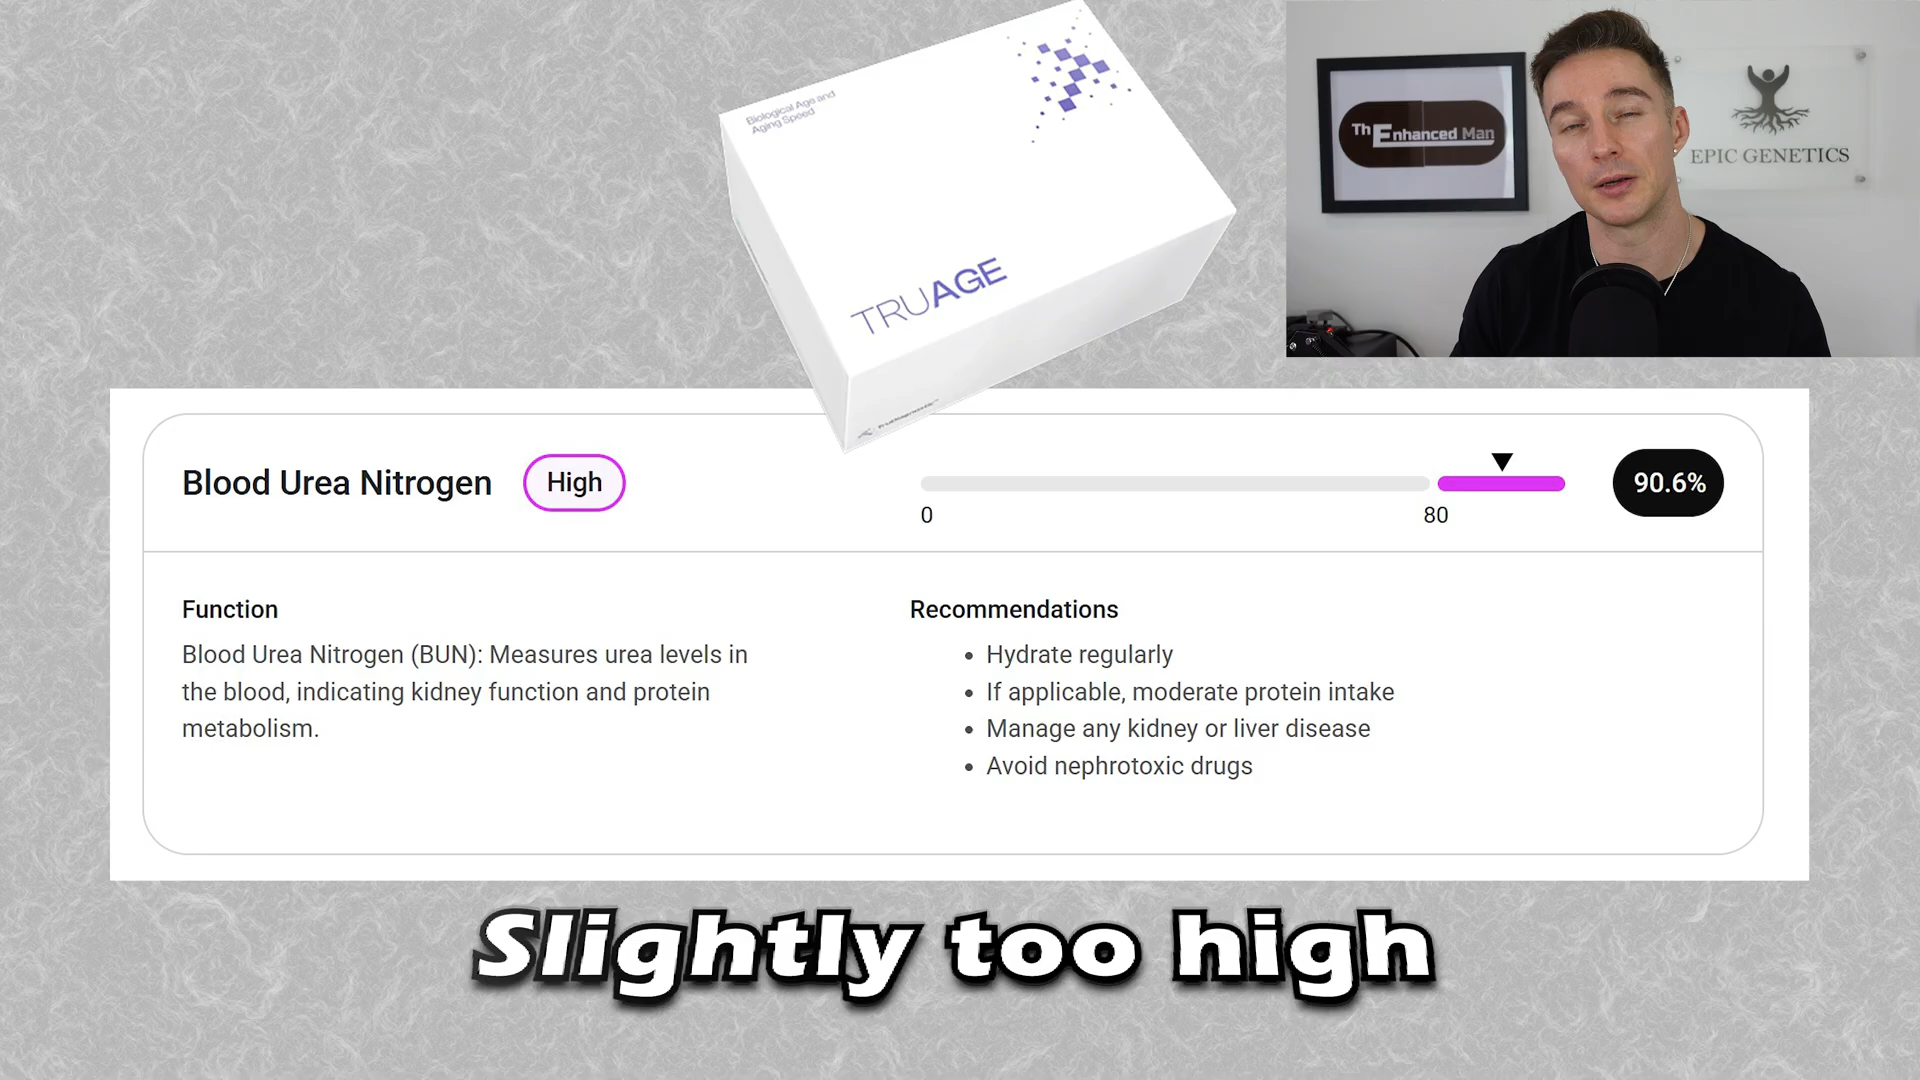 Biological Age and
Aging Speed
TRUAGE
The Enhanced Man
EPIC GENETICS
Blood Urea Nitrogen
High
0
80
90.6%
Function
Blood Urea Nitrogen (BUN): Measures urea levels in
the blood, indicating kidney function and protein
metabolism.
Recommendations
• Hydrate regularly
• If applicable, moderate protein intake
• Manage any kidney or liver disease
• Avoid nephrotoxic drugs
Slightly too high